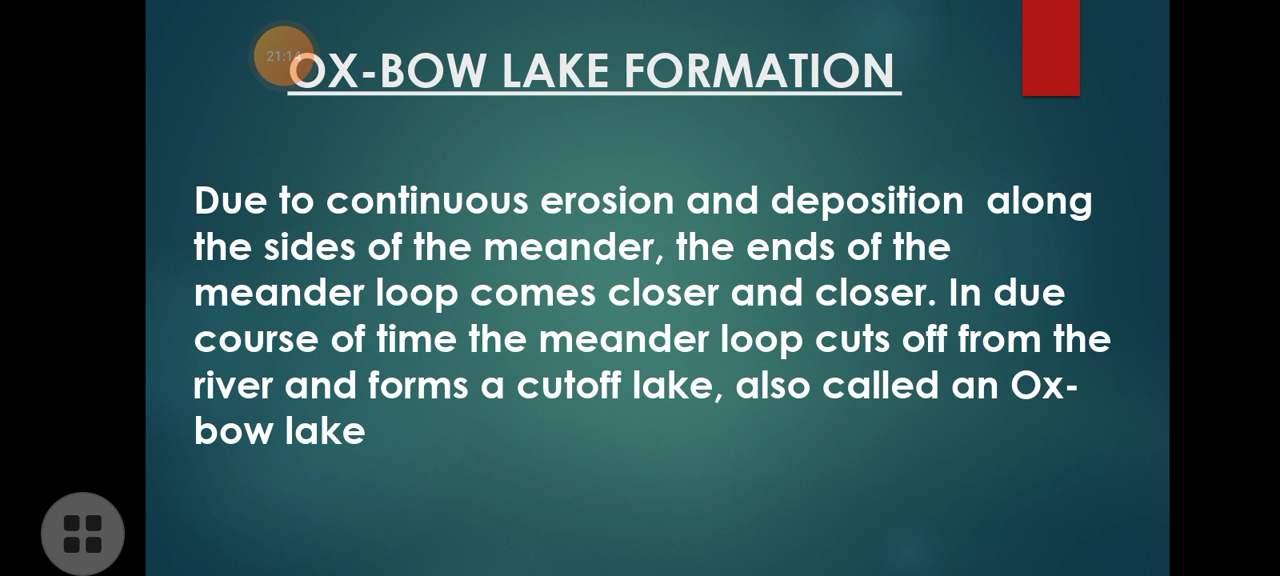 21:14
OX-BOW LAKE FORMATION
Due to continuous erosion and deposition along
the sides of the meander, the ends of the
meander loop comes closer and closer. In due
course of time the meander loop cuts off from the
river and forms a cutoff lake, also called an Ox-
bow lake